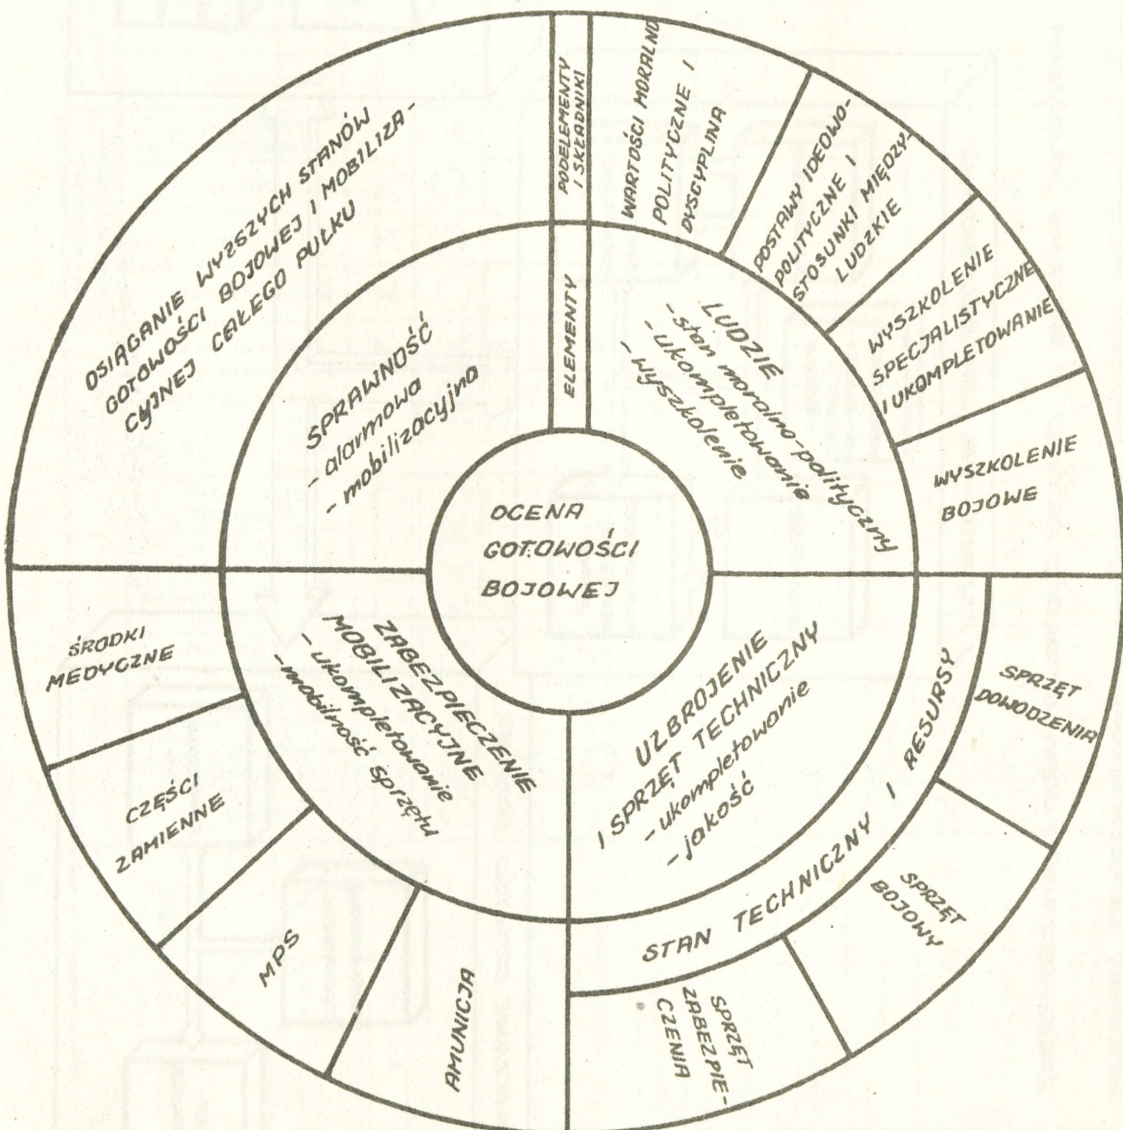 PODELEMENTY
I SKŁADNIKI
ELEMENTY
OCENA
GOTOWOŚCI
BOJOWEJ
LUDZIE
- stan moralno-polityczny
- ukompletowanie
- wyszkolenie
WARTOŚCI MORALNO
POLITYCZNE I
DYSCYPLINA
POSTAWY IDEOWO-
POLITYCZNE I
STOSUNKI MIĘDZY
LUDZKIE
WYSZKOLENIE
SPECJALISTYCZNE
I UKOMPLETOWANIE
WYSZKOLENIE
BOJOWE
UZBROJENIE
I SPRZĘT TECHNICZNY
- ukompletowanie
- jakość
STAN TECHNICZNY I RESURSY
SPRZĘT
DOWODZENIA
SPRZĘT
BOJOWY
SPRZĘT
ZABEZPIE-
CZENIA
ZABEZPIECZENIE
MOBILIZACYJNE
- ukompletowanie
- mobilność sprzętu
AMUNICJA
MPS
CZĘŚCI
ZAMIENNE
ŚRODKI
MEDYCZNE
SPRAWNOŚĆ
- alarmowa
- mobilizacyjna
OSIĄGANIE WYŻSZYCH STANÓW
GOTOWOŚCI BOJOWEJ I MOBILIZA-
CYJNEJ CAŁEGO PUŁKU